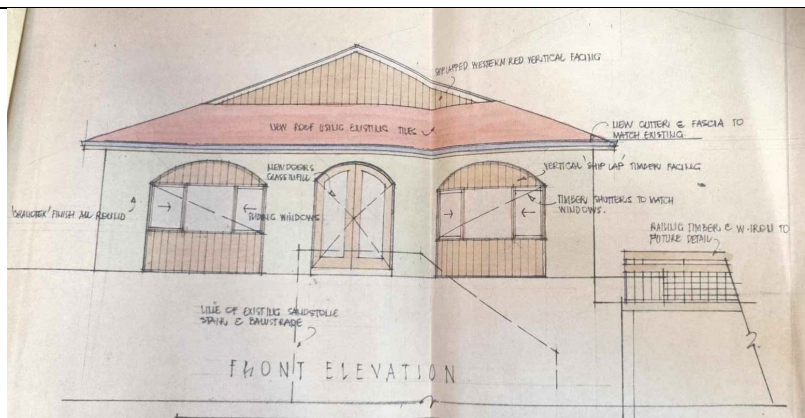 SHIPLAPPED WESTERN RED VERTICAL FACING
NEW ROOF USING EXISTING TILES
NEW GUTTER & FASCIA TO
MATCH EXISTING
NEW DOORS
GLASS INFILL
VERTICAL 'SHIP LAP' TIMBER FACING
FINISH ALL ROUND
SLIDING WINDOWS
TIMBER SHUTTERS TO MATCH
WINDOWS.
RAILING TIMBER & W-IRON TO
FUTURE DETAIL
LINE OF EXISTING SANDSTONE
STAIR & BALUSTRADE
FRONT ELEVATION